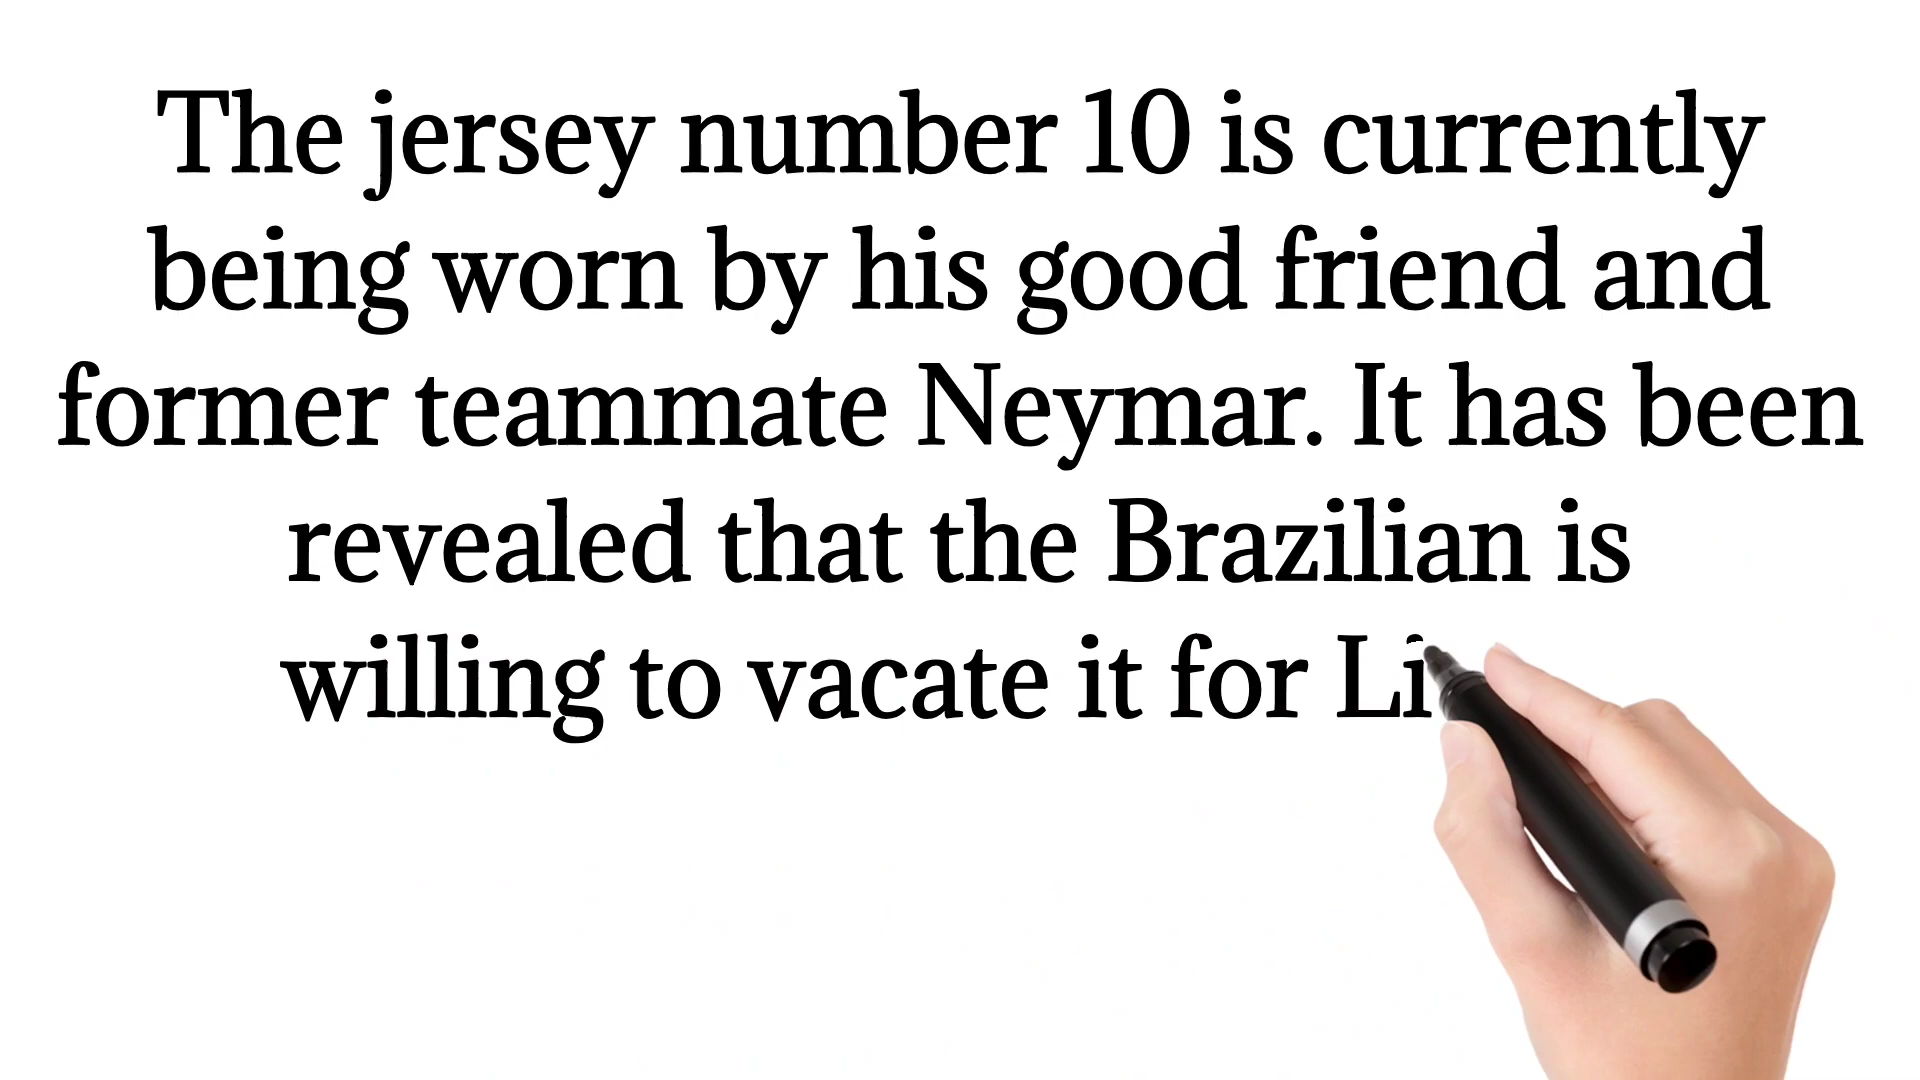 The jersey number 10 is currently
being worn by his good friend and
former teammate Neymar. It has been
revealed that the Brazilian is
willing to vacate it for Li